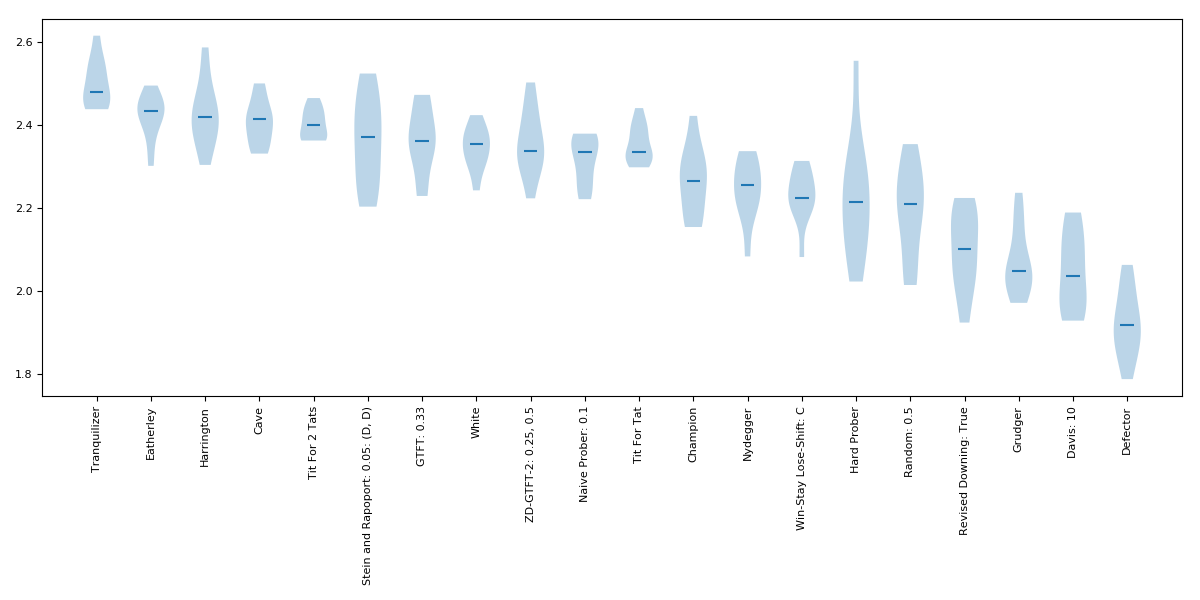 2.6
2.4
2.2
2.0
1.8
Tranquilizer
Eatherley
Harrington
Cave
Tit For 2 Tats
Stein and Rapoport: 0.05: (D, D)
GTFT: 0.33
White
ZD-GTFT-2: 0.25, 0.5
Naive Prober: 0.1
Tit For Tat
Champion
Nydegger
Win-Stay Lose-Shift: C
Hard Prober
Random: 0.5
Revised Downing: True
Grudger
Davis: 10
Defector